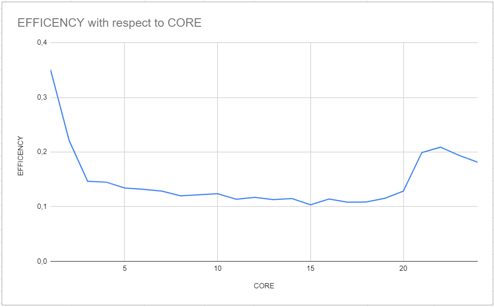 EFFICENCY with respect to CORE
0,4
0,3
0,2
0,1
0,0
EFFICENCY
5 10 15 20
CORE